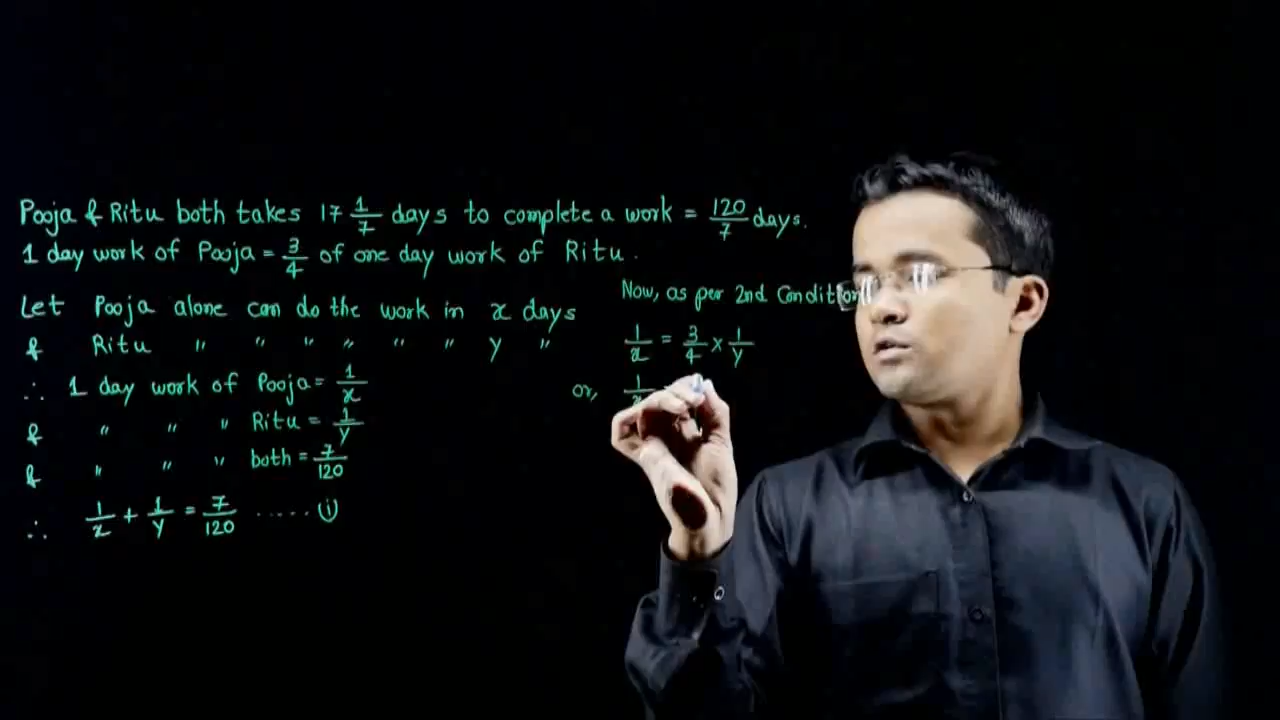 Pooja & Ritu both takes 17 1/7 days to complete a work = 120/7 days.
1 day work of Pooja = 3/4 of one day work of Ritu.
Let Pooja alone can do the work in x days
& Ritu " " " " " " y "
∴ 1 day work of Pooja = 1/x
& " " " Ritu = 1/y
& " " " both = 7/120
∴ 1/x + 1/y = 7/120 ..... (i)
Now, as per 2nd Condition
1/x = 3/4 × 1/y
or, 1/x